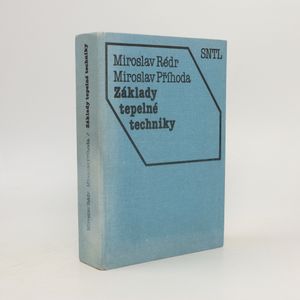 SNTL
Miroslav Rédr
Miroslav Příhoda
Základy
tepelné
techniky
Miroslav Rédr Miroslav Příhoda / Základy tepelné techniky